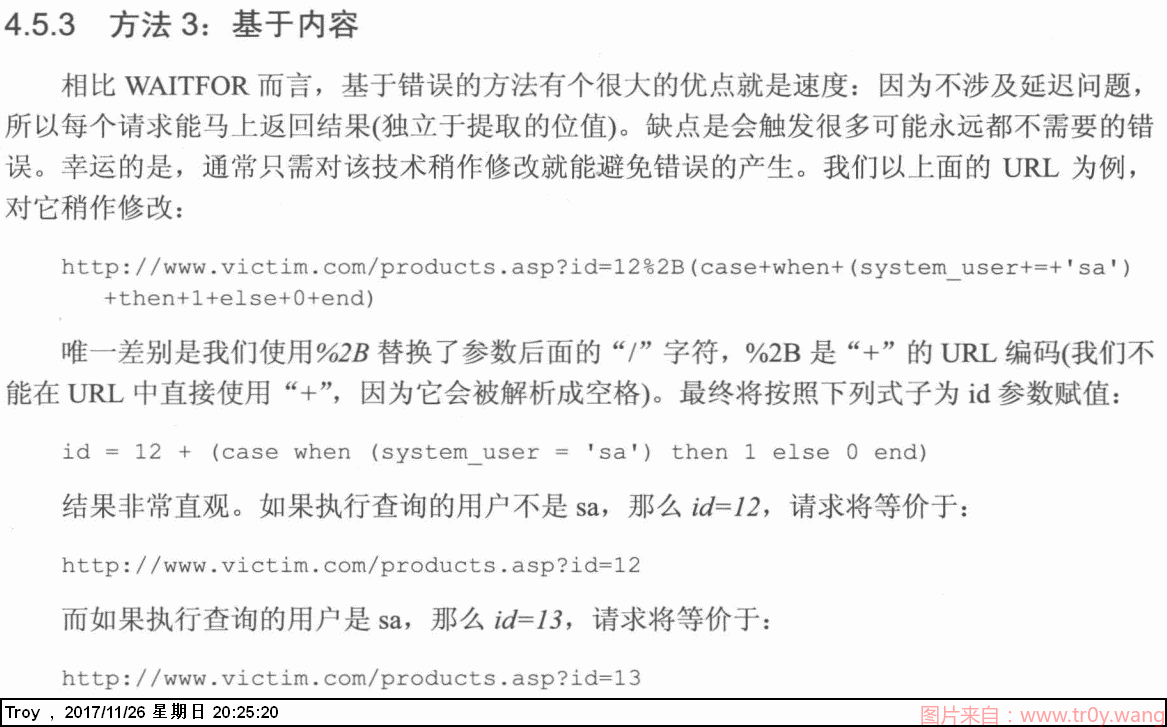 4.5.3 方法 3：基于内容
相比 WAITFOR 而言，基于错误的方法有个很大的优点就是速度：因为不涉及延迟问题，
所以每个请求能马上返回结果(独立于提取的位值)。缺点是会触发很多可能永远都不需要的错
误。幸运的是，通常只需对该技术稍作修改就能避免错误的产生。我们以上面的 URL 为例，
对它稍作修改：
http://www.victim.com/products.asp?id=12%2B(case+when+(system_user+=+'sa')
+then+1+else+0+end)
唯一差别是我们使用%2B 替换了参数后面的“/”字符，%2B 是“+”的 URL 编码(我们不
能在 URL 中直接使用“+”，因为它会被解析成空格)。最终将按照下列式子为 id 参数赋值：
id = 12 + (case when (system_user = 'sa') then 1 else 0 end)
结果非常直观。如果执行查询的用户不是 sa，那么 id=12，请求将等价于：
http://www.victim.com/products.asp?id=12
而如果执行查询的用户是 sa，那么 id=13，请求将等价于：
http://www.victim.com/products.asp?id=13
Troy , 2017/11/26 星期日 20:25:20
图片来自：www.tr0y.wang